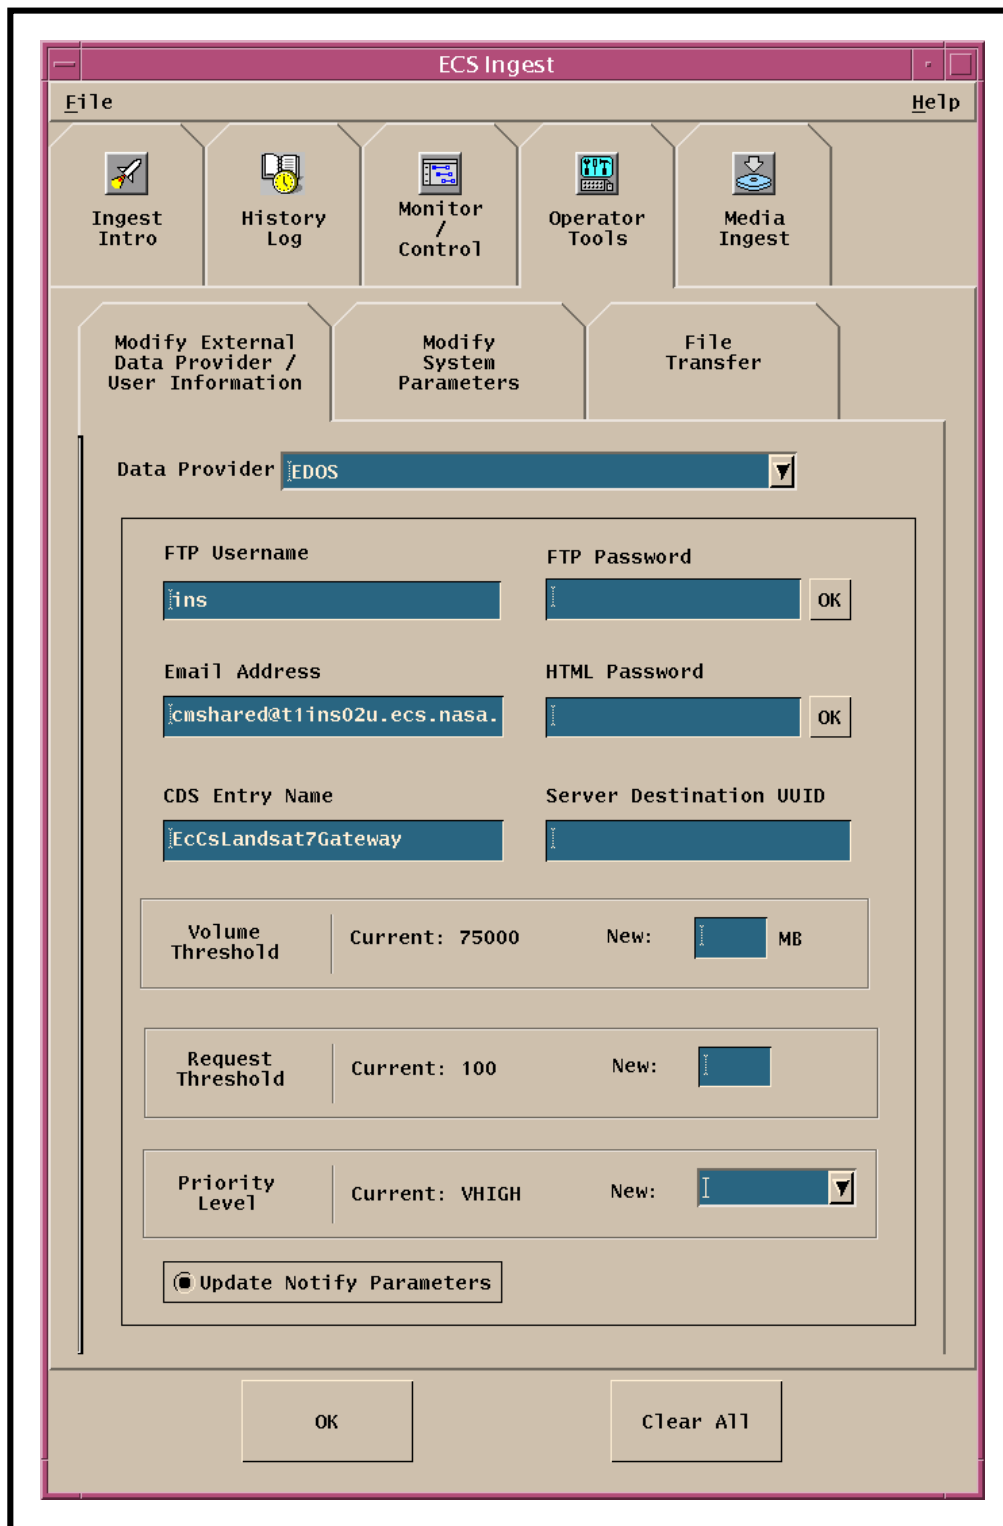 ECS Ingest
File
Help
Ingest
Intro
History
Log
Monitor
/
Control
Operator
Tools
Media
Ingest
Modify External
Data Provider /
User Information
Modify
System
Parameters
File
Transfer
Data Provider
EDOS
FTP Username
FTP Password
ins
OK
Email Address
HTML Password
cmshared@t1ins02u.ecs.nasa.
OK
CDS Entry Name
Server Destination UUID
EcCsLandsat7Gateway
Volume
Threshold
Current: 75000
New:
MB
Request
Threshold
Current: 100
New:
Priority
Level
Current: VHIGH
New:
Update Notify Parameters
OK
Clear All